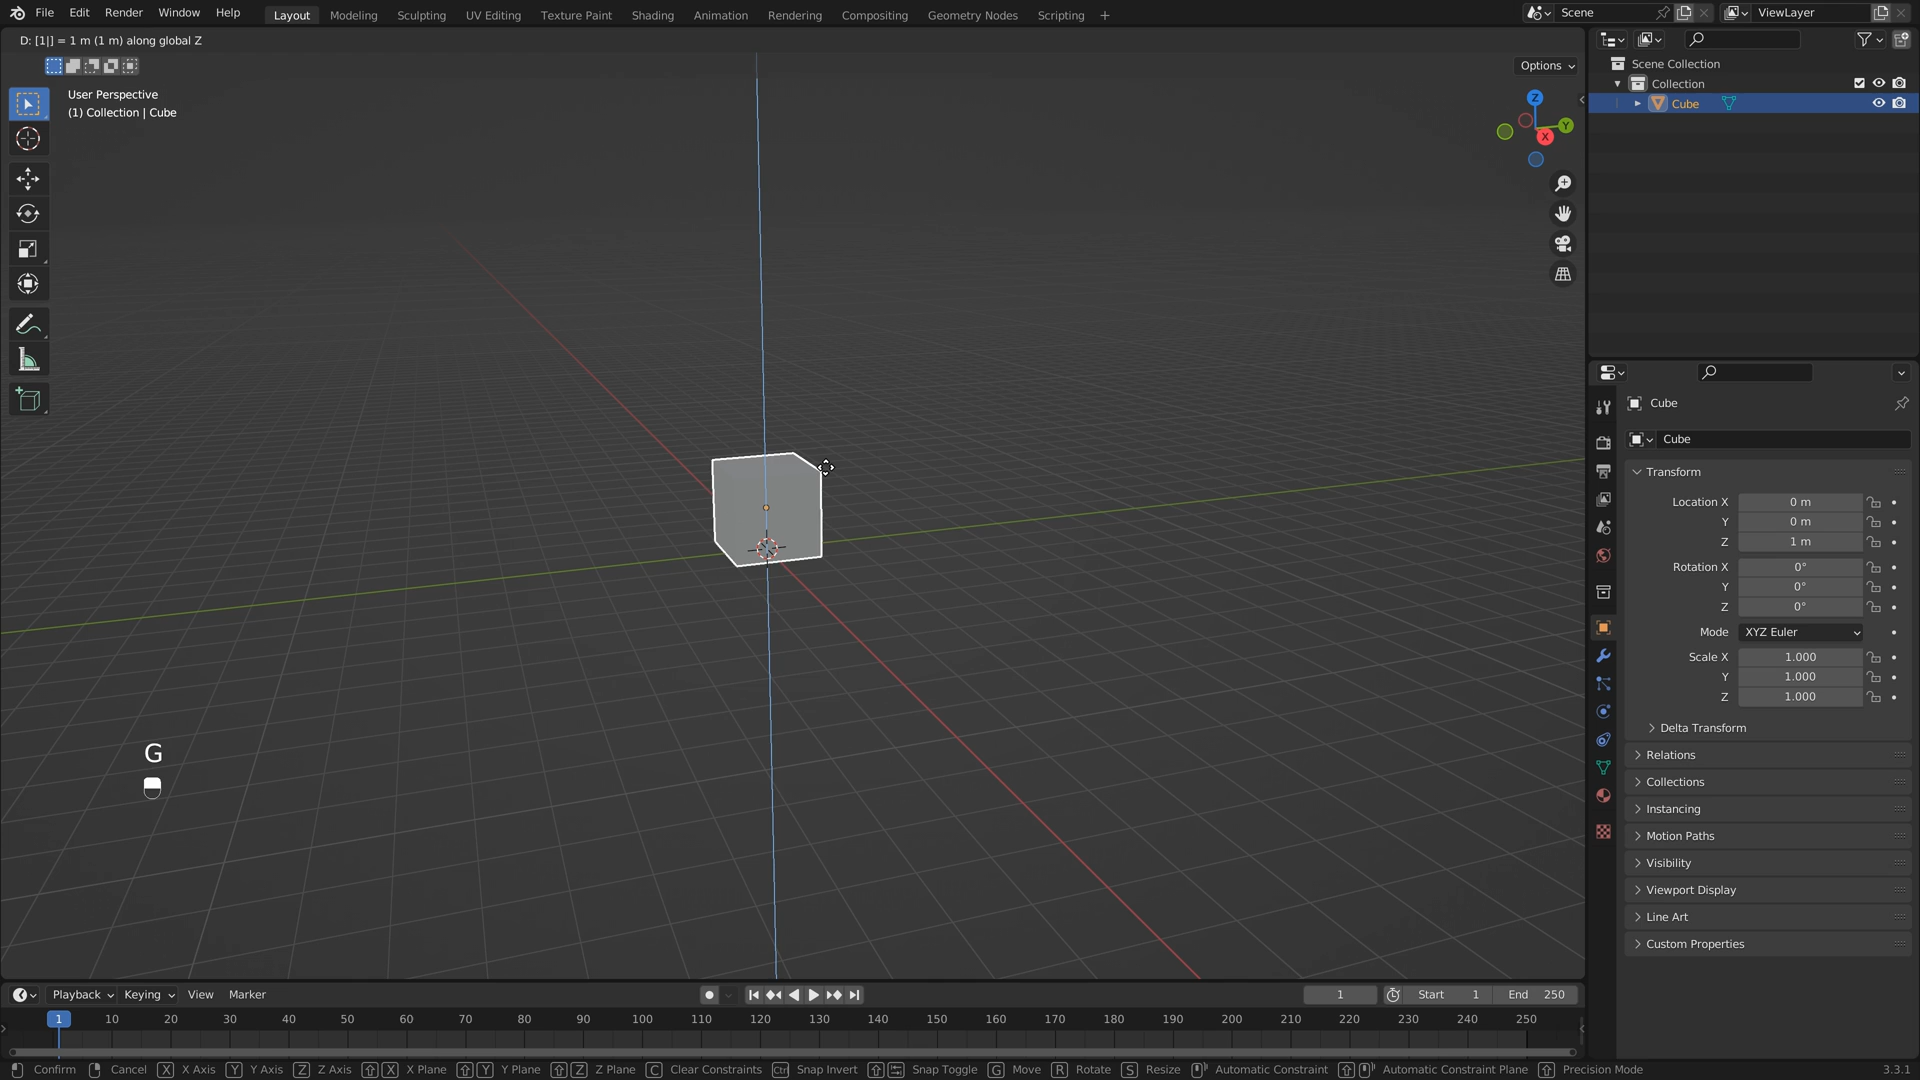 File Edit Render Window Help Layout Modeling Sculpting UV Editing Texture Paint Shading Animation Rendering Compositing Geometry Nodes Scripting + Scene ViewLayer
D: [1|] = 1 m (1 m) along global Z
Options
User Perspective
(1) Collection | Cube
Z
Y
X
G
Scene Collection
Collection
Cube
Cube
Cube
Transform
Location X 0 m
Y 0 m
Z 1 m
Rotation X 0°
Y 0°
Z 0°
Mode XYZ Euler
Scale X 1.000
Y 1.000
Z 1.000
Delta Transform
Relations
Collections
Instancing
Motion Paths
Visibility
Viewport Display
Line Art
Custom Properties
Playback Keying View Marker 1 Start 1 End 250
1 10 20 30 40 50 60 70 80 90 100 110 120 130 140 150 160 170 180 190 200 210 220 230 240 250
Confirm Cancel X X Axis Y Y Axis Z Z Axis X X Plane Y Y Plane Z Z Plane C Clear Constraints Ctrl Snap Invert Snap Toggle G Move R Rotate S Resize Automatic Constraint Automatic Constraint Plane Precision Mode 3.3.1